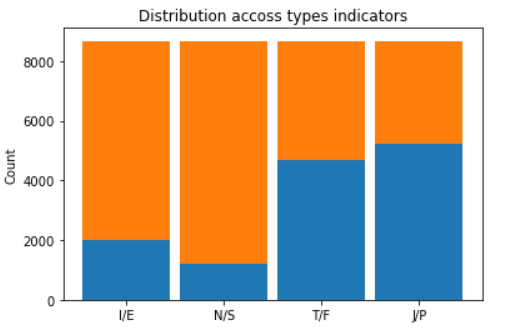 Distribution accoss types indicators
8000
6000
4000
2000
0
Count
I/E N/S T/F J/P